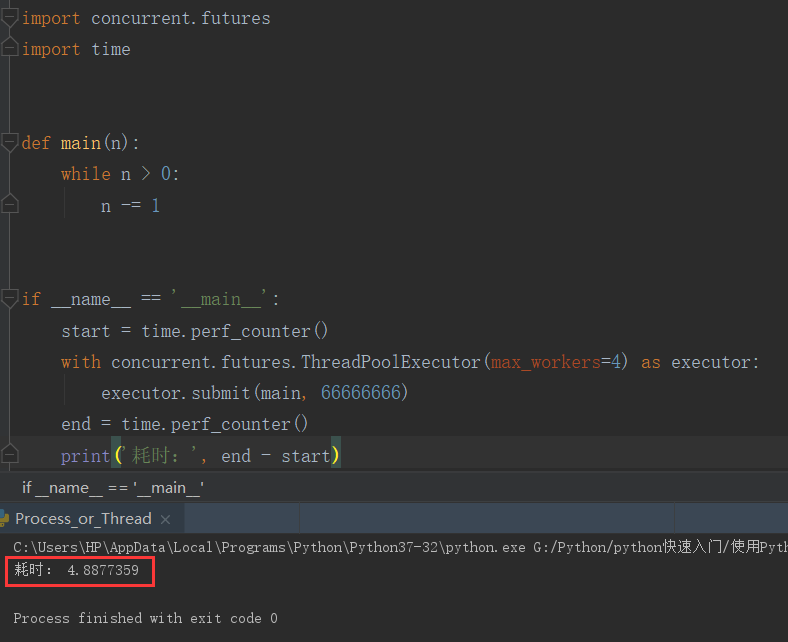 import concurrent.futures
import time
def main(n):
while n > 0:
n -= 1
if __name__ == '__main__':
start = time.perf_counter()
with concurrent.futures.ThreadPoolExecutor(max_workers=4) as executor:
executor.submit(main, 66666666)
end = time.perf_counter()
print('耗时：', end - start)
if __name__ == '__main__'
Process_or_Thread ×
C:\Users\HP\AppData\Local\Programs\Python\Python37-32\python.exe G:/Python/python快速入门/使用Pyth
耗时： 4.8877359
Process finished with exit code 0